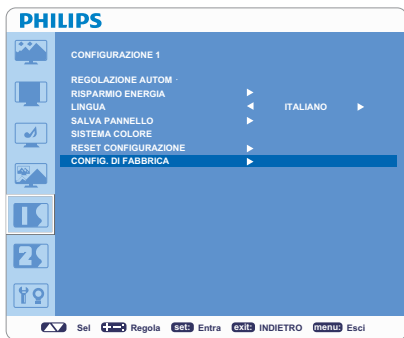 PHILIPS
CONFIGURAZIONE 1
REGOLAZIONE AUTOM ·
RISPARMIO ENERGIA
LINGUA ITALIANO
SALVA PANNELLO
SISTEMA COLORE
RESET CONFIGURAZIONE
CONFIG. DI FABBRICA
Sel Regola set: Entra exit: INDIETRO menu: Esci